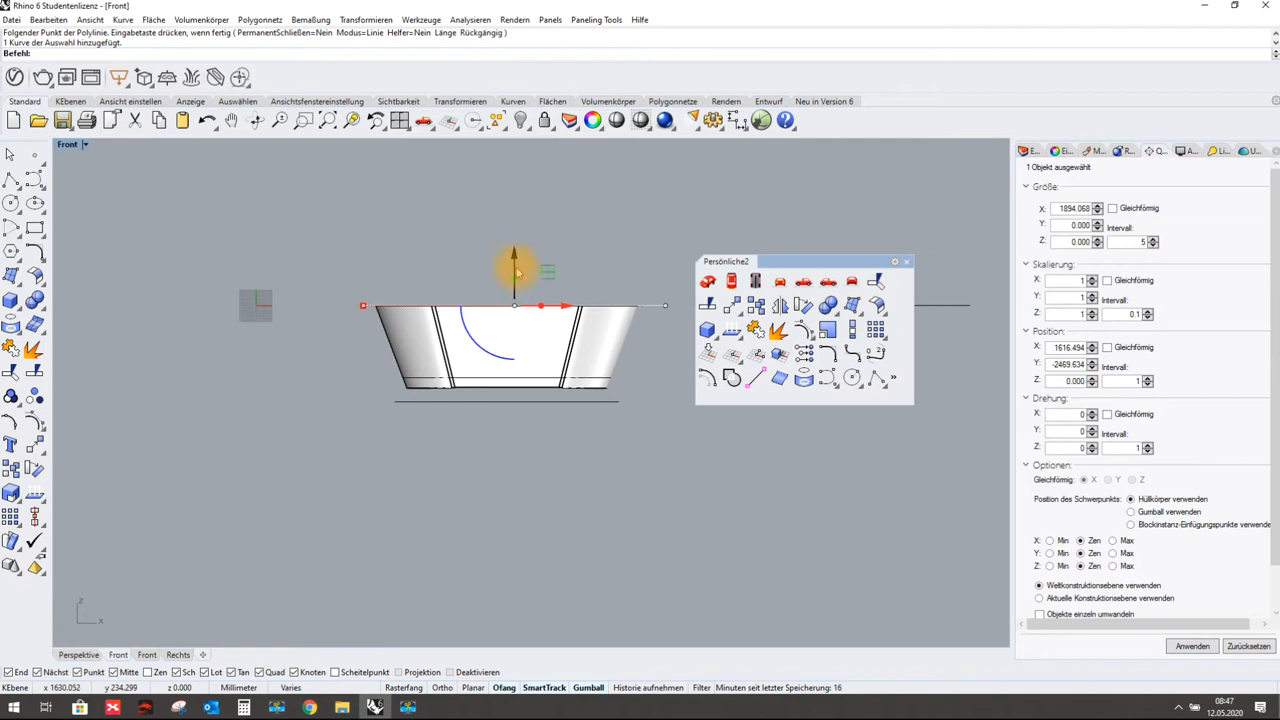 Rhino 6 Studentenlizenz - [Front]
Datei Bearbeiten Ansicht Kurve Fläche Volumenkörper Polygonnetz Bemaßung Transformieren Werkzeuge Analysieren Rendern Panels Paneling Tools Hilfe
Folgender Punkt der Polylinie. Eingabetaste drücken, wenn fertig ( PermanentSchließen=Nein Modus=Linie Helfer=Nein Länge Rückgängig )
1 Kurve der Auswahl hinzugefügt.
Befehl:
Standard KEbenen Ansicht einstellen Anzeige Auswählen Ansichtsfenstereinstellung Sichtbarkeit Transformieren Kurven Flächen Volumenkörper Polygonnetze Rendern Entwurf Neu in Version 6
Front
E... Ei... M... R... Q... A... Li... U...
1 Objekt ausgewählt
Größe:
X: 1894.068 Gleichförmig
Y: 0.000 Intervall:
Z: 0.000 5
Skalierung:
X: 1 Gleichförmig
Y: 1 Intervall:
Z: 1 0.1
Position:
X: 1616.494 Gleichförmig
Y: -2469.634 Intervall:
Z: 0.000 1
Drehung:
X: 0 Gleichförmig
Y: 0 Intervall:
Z: 0 1
Optionen:
Gleichförmig: X Y Z
Position des Schwerpunkts: Hüllkörper verwenden
Gumball verwenden
Blockinstanz-Einfügungspunkte verwende
X: Min Zen Max
Y: Min Zen Max
Z: Min Zen Max
Weltkonstruktionsebene verwenden
Aktuelle Konstruktionsebene verwenden
Objekte einzeln umwandeln
Anwenden Zurücksetzen
Persönliche2
z
x
Perspektive Front Front Rechts
End Nächst Punkt Mitte Zen Sch Lot Tan Quad Knoten Scheitelpunkt Projektion Deaktivieren
KEbene x 1630.052 y 234.299 z 0.000 Millimeter Varies Rasterfang Ortho Planar Ofang SmartTrack Gumball Historie aufnehmen Filter Minuten seit letzter Speicherung: 16
08:47
12.05.2020